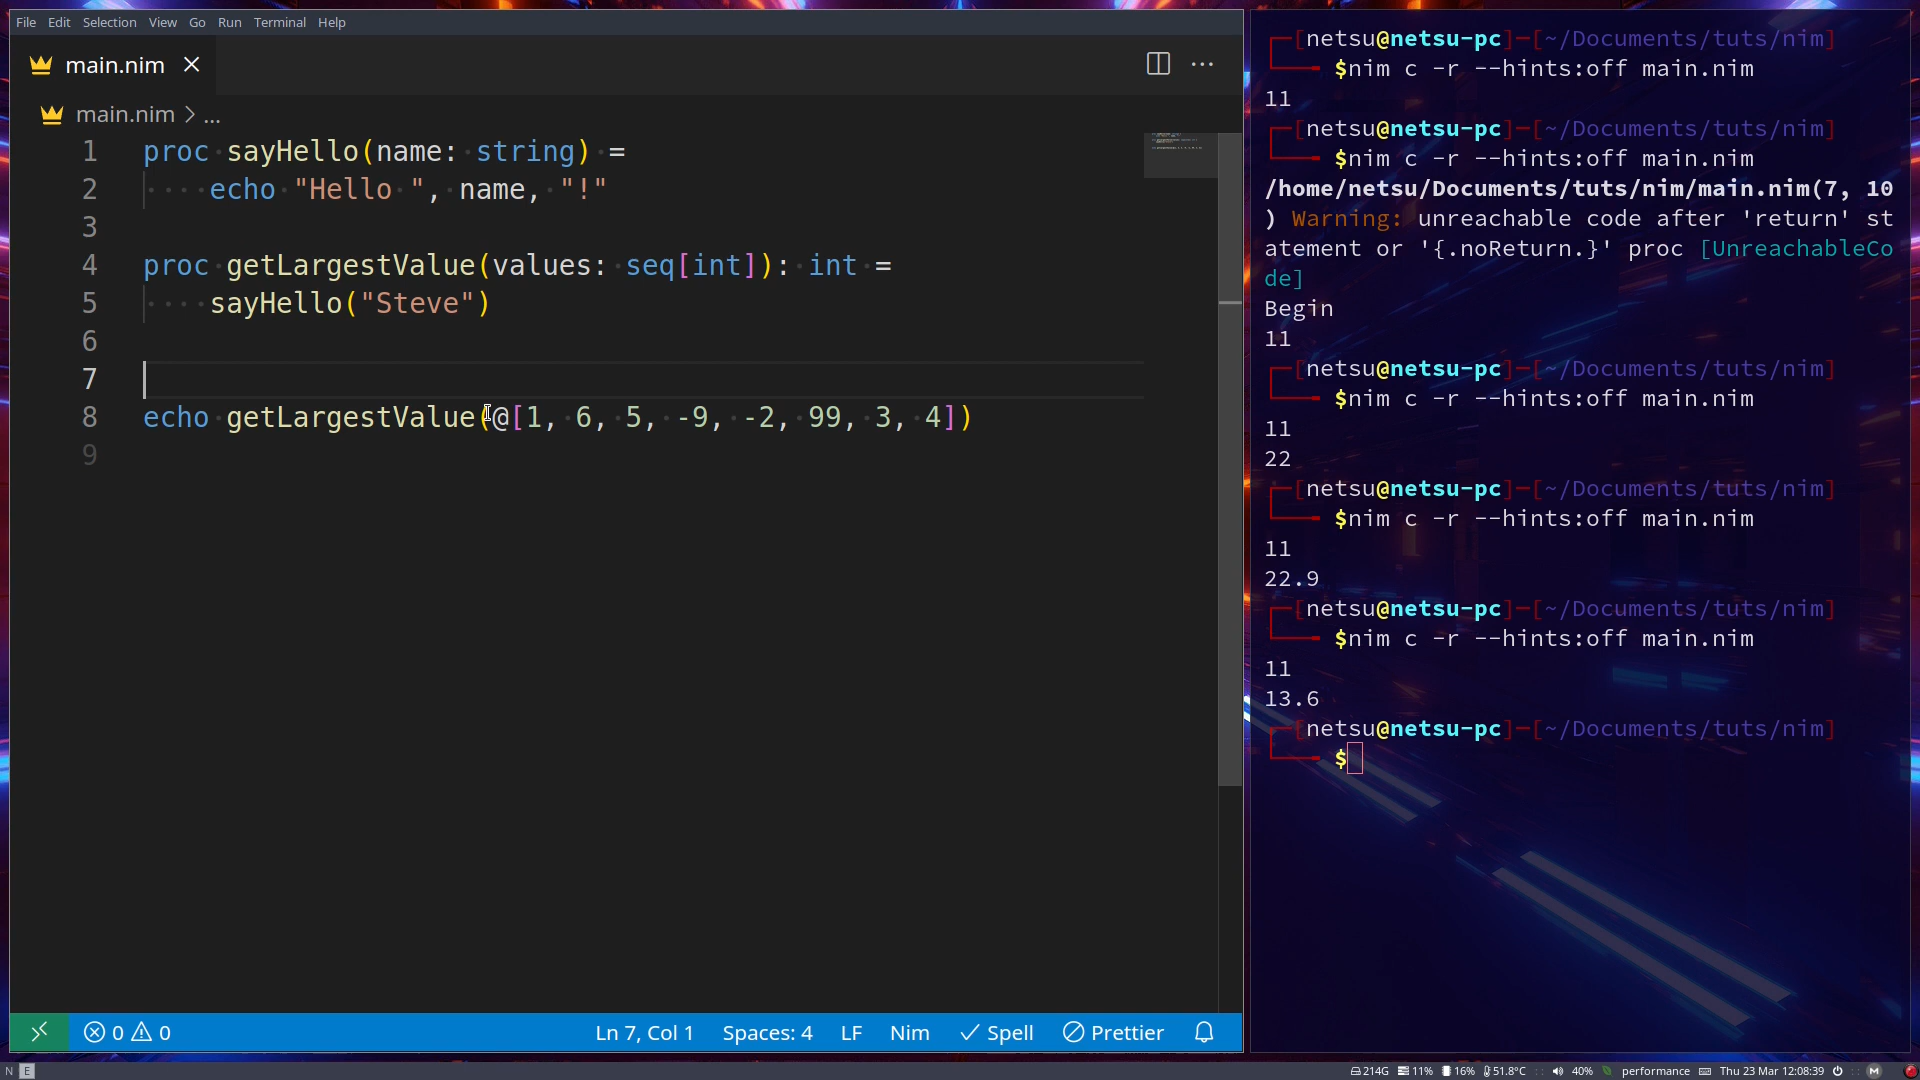 File Edit Selection View Go Run Terminal Help
main.nim
main.nim > ...
1 proc sayHello(name: string) =
2 echo "Hello ", name, "!"
3
4 proc getLargestValue(values: seq[int]): int =
5 sayHello("Steve")
6
7
8 echo getLargestValue(@[1, 6, 5, -9, -2, 99, 3, 4])
9
0 0 Ln 7, Col 1 Spaces: 4 LF Nim Spell Prettier
[netsu@netsu-pc]-[~/Documents/tuts/nim]
$nim c -r --hints:off main.nim
11
[netsu@netsu-pc]-[~/Documents/tuts/nim]
$nim c -r --hints:off main.nim
/home/netsu/Documents/tuts/nim/main.nim(7, 10
) Warning: unreachable code after 'return' st
atement or '{.noReturn.}' proc [UnreachableCo
de]
Begin
11
[netsu@netsu-pc]-[~/Documents/tuts/nim]
$nim c -r --hints:off main.nim
11
22
[netsu@netsu-pc]-[~/Documents/tuts/nim]
$nim c -r --hints:off main.nim
11
22.9
[netsu@netsu-pc]-[~/Documents/tuts/nim]
$nim c -r --hints:off main.nim
11
13.6
[netsu@netsu-pc]-[~/Documents/tuts/nim]
$
N E 214G 11% 16% 51.8°C 40% performance Thu 23 Mar 12:08:39 M